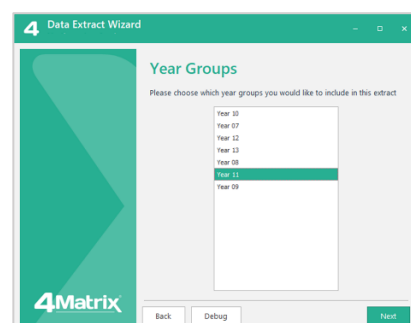 4 Data Extract Wizard
Year Groups
Please choose which year groups you would like to include in this extract
Year 10
Year 07
Year 12
Year 13
Year 08
Year 11
Year 09
4Matrix
Back
Debug
Next